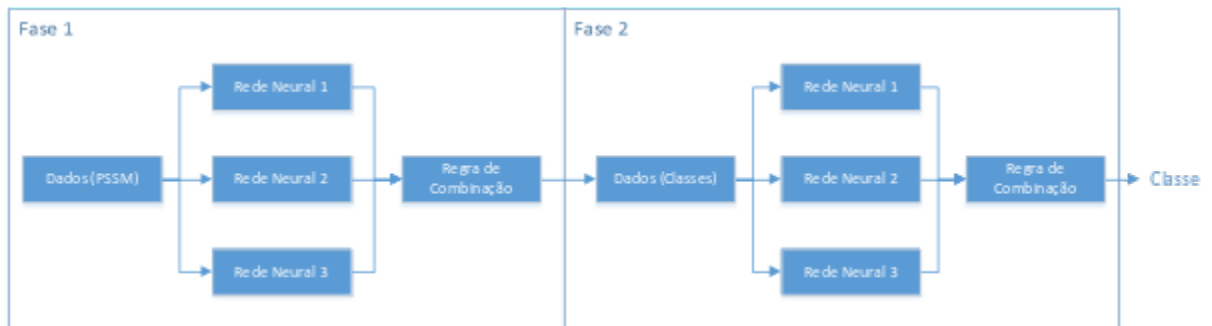 Fase 1
Rede Neural 1
Dados (PSSM)
Rede Neural 2
Regra de
Combinação
Rede Neural 3
Fase 2
Rede Neural 1
Dados (Classes)
Rede Neural 2
Regra de
Combinação
Rede Neural 3
Classe